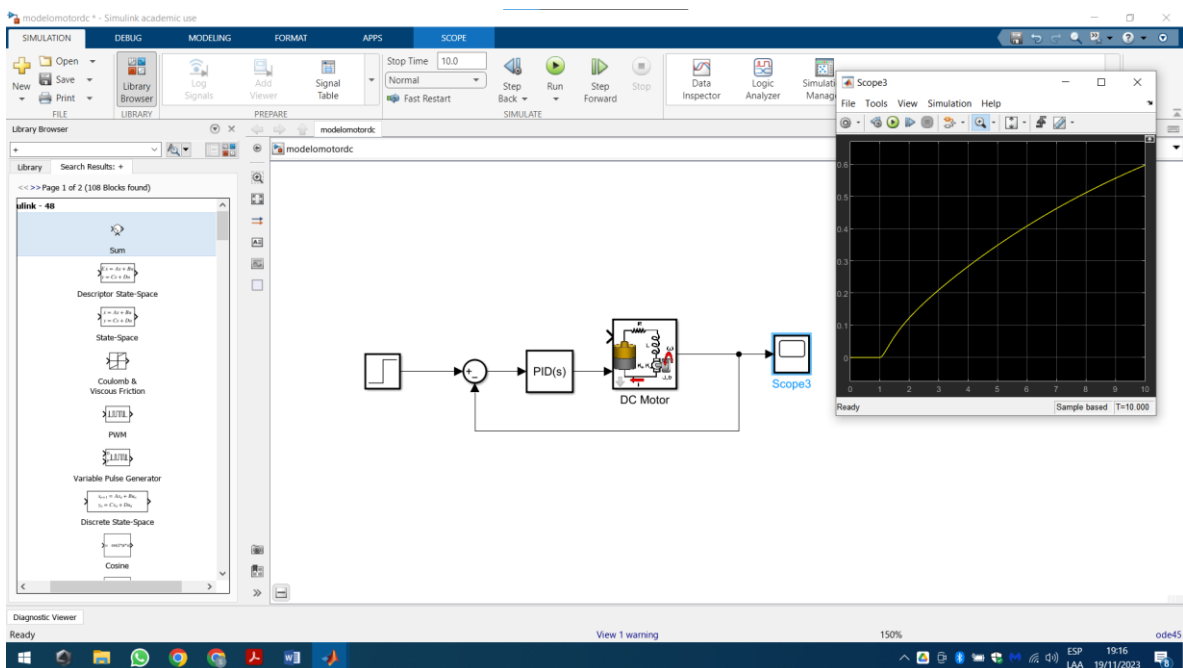 modelomotordc * - Simulink academic use
SIMULATION DEBUG MODELING FORMAT APPS SCOPE
New
Open
Save
Print
FILE
Library
Browser
LIBRARY
Log
Signals
Add
Viewer
Signal
Table
PREPARE
Stop Time 10.0
Normal
Fast Restart
Step
Back
Run
Step
Forward
Stop
SIMULATE
Data
Inspector
Logic
Analyzer
Library Browser
modelomotordc
+
modelomotordc
Library Search Results: +
<< >> Page 1 of 2 (108 Blocks found)
ulink - 48
Sum
Descriptor State-Space
State-Space
Coulomb &
Viscous Friction
PWM
Variable Pulse Generator
Discrete State-Space
Cosine
PID(s)
DC Motor
Scope3
Scope3
File Tools View Simulation Help
0.6
0.5
0.4
0.3
0.2
0.1
0
0 1 2 3 4 5 6 7 8 9 10
Ready Sample based T=10.000
Diagnostic Viewer
Ready View 1 warning 150% ode45
ESP
LAA
19:16
19/11/2023
8